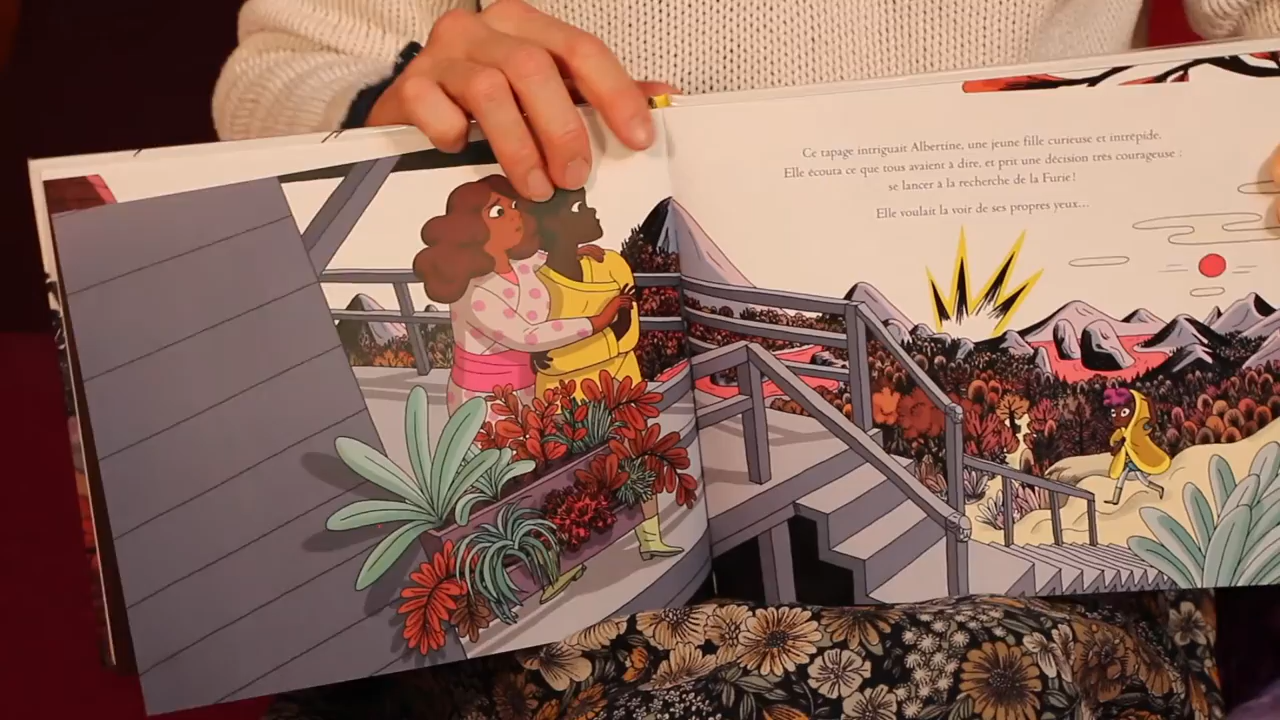 Ce tapage intriguait Albertine, une jeune fille curieuse et intrépide.
Elle écouta ce que tous avaient à dire, et prit une décision très courageuse :
se lancer à la recherche de la Furie !
Elle voulait la voir de ses propres yeux...